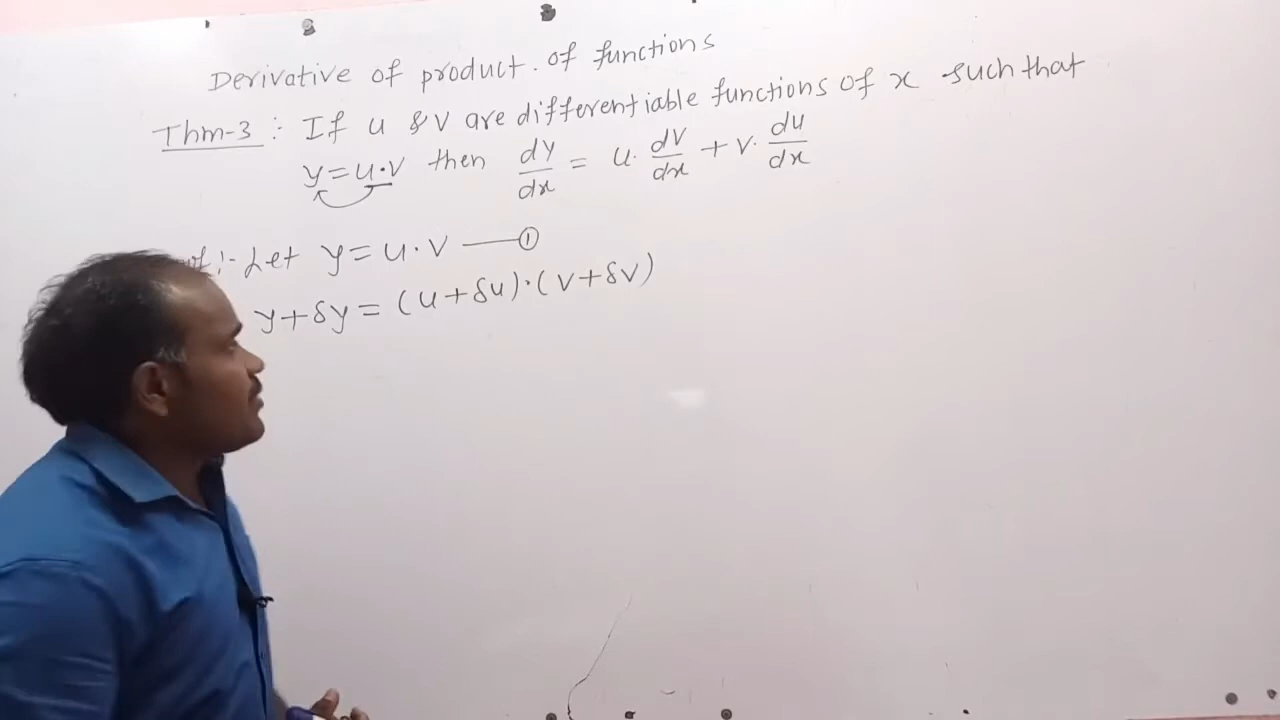 Derivative of product. of functions
Thm-3 : If u & v are differentiable functions of x such that
y = u·v then dy/dx = u· dv/dx + v· du/dx
Let y = u·v —— ①
y+δy = (u+δu)·(v+δv)